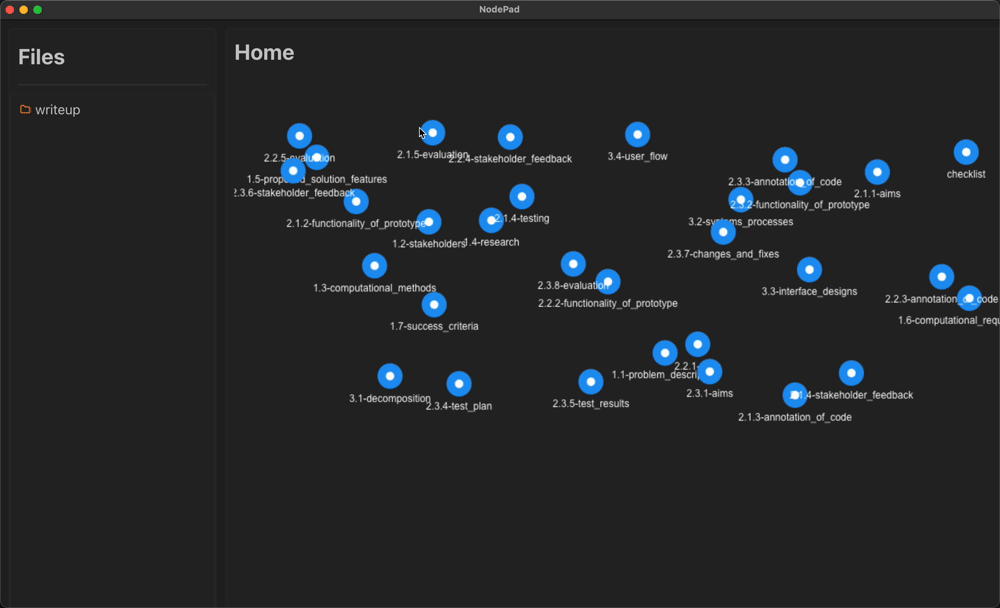 NodePad
Files
Home
writeup
2.2.5-evaluation
2.1.5-evaluation
2.2.4-stakeholder_feedback
3.4-user_flow
checklist
1.5-proposed_solution_features
2.3.6-stakeholder_feedback
2.3.3-annotation_of_code
2.1.1-aims
2.3.2-functionality_of_prototype
2.1.2-functionality_of_prototype
2.1.4-testing
3.2-systems_processes
1.2-stakeholders
1.4-research
2.3.7-changes_and_fixes
1.3-computational_methods
2.3.8-evaluation
3.3-interface_designs
2.2.2-functionality_of_prototype
2.2.3-annotation_of_code
1.6-computational_requ
1.7-success_criteria
2.2.1-
1.1-problem_descri
3.1-decomposition
2.3.4-test_plan
2.3.5-test_results
2.3.1-aims
4-stakeholder_feedback
2.1.3-annotation_of_code